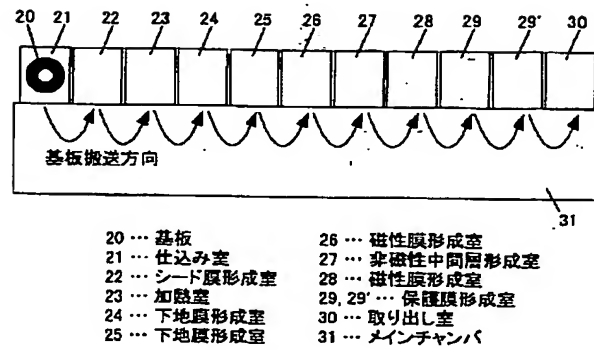 20 21 22 23 24 25 26 27 28 29 29' 30
基板搬送方向
31
20 … 基板
21 … 仕込み室
22 … シード膜形成室
23 … 加熱室
24 … 下地膜形成室
25 … 下地膜形成室
26 … 磁性膜形成室
27 … 非磁性中間層形成室
28 … 磁性膜形成室
29, 29' … 保護膜形成室
30 … 取り出し室
31 … メインチャンバ